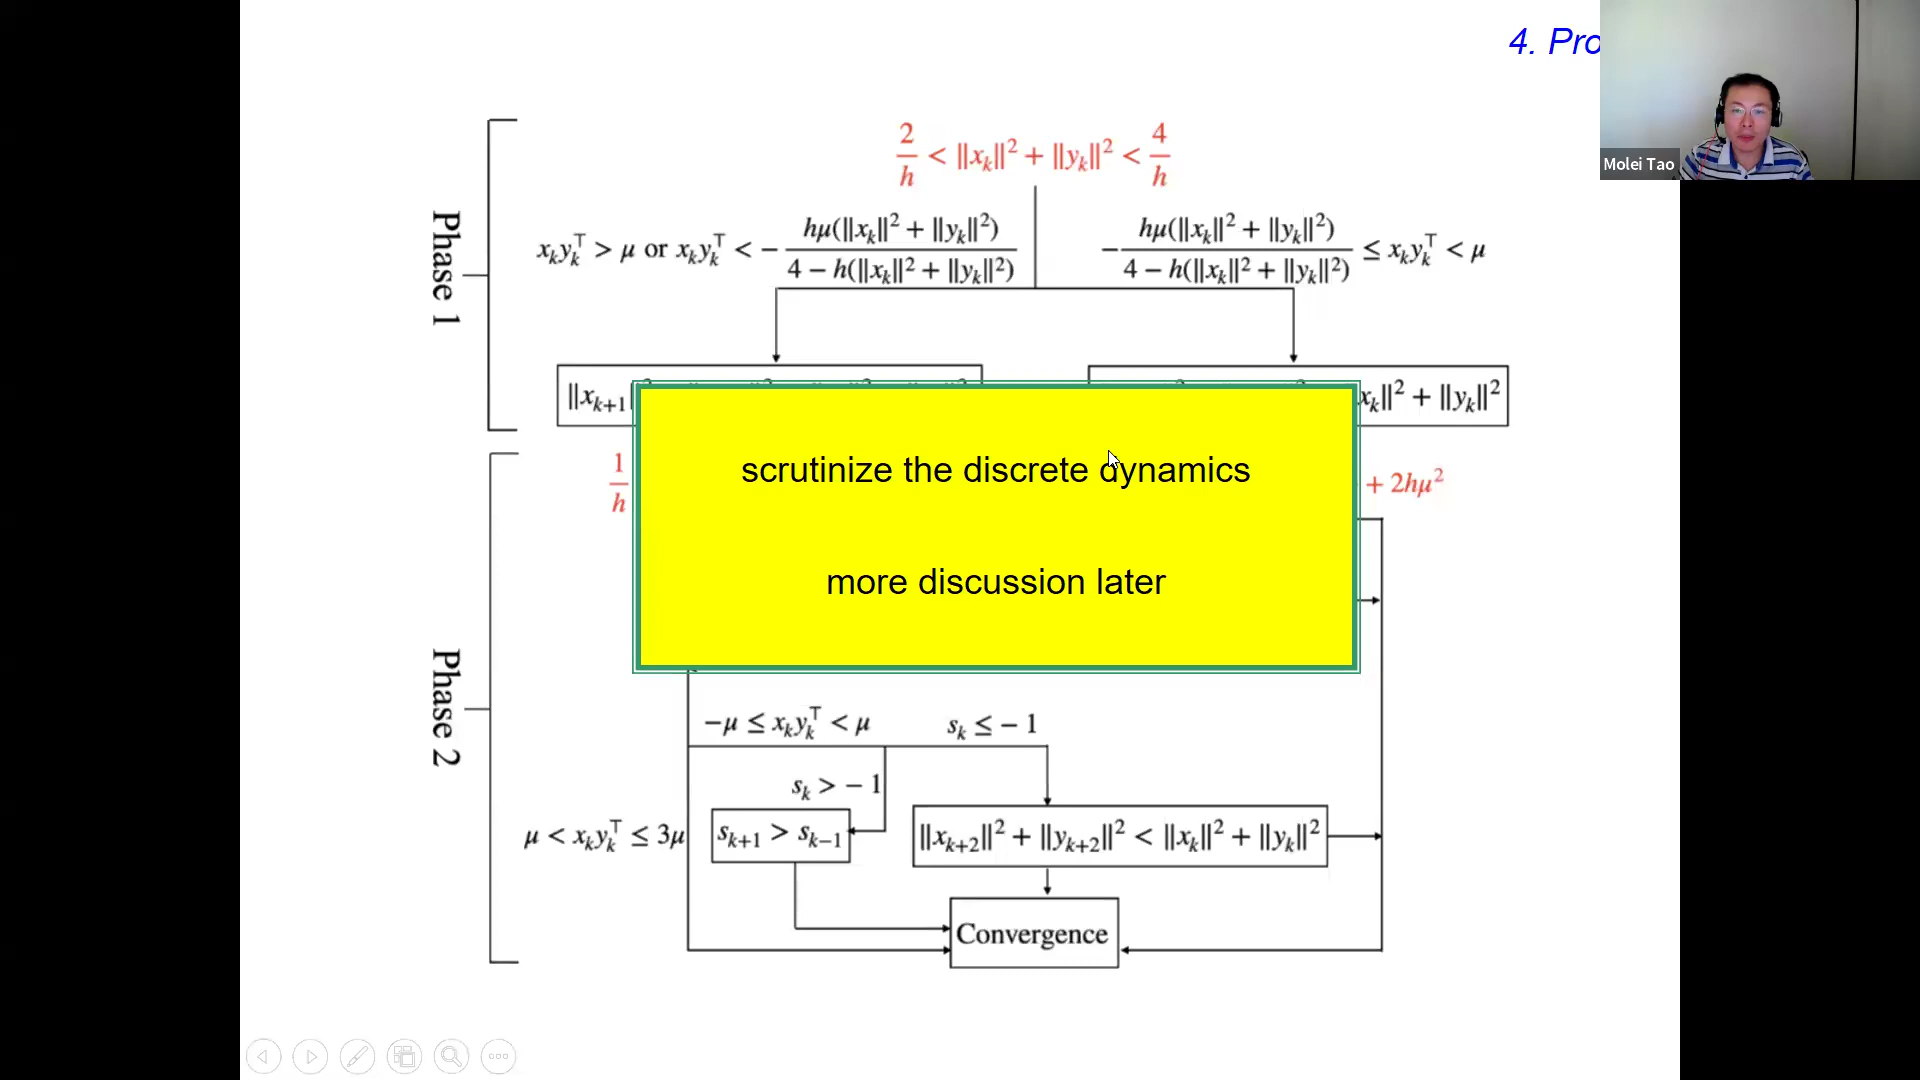 4. Pro
Molei Tao
Phase 1
2/h < ‖x_k‖² + ‖y_k‖² < 4/h
x_k y_k^⊤ > μ or x_k y_k^⊤ < − hμ(‖x_k‖² + ‖y_k‖²) / 4 − h(‖x_k‖² + ‖y_k‖²)
− hμ(‖x_k‖² + ‖y_k‖²) / 4 − h(‖x_k‖² + ‖y_k‖²) ≤ x_k y_k^⊤ < μ
‖x_{k+1}‖
x_k‖² + ‖y_k‖²
Phase 2
1/h
+ 2hμ²
scrutinize the discrete dynamics
more discussion later
−μ ≤ x_k y_k^⊤ < μ
s_k ≤ − 1
s_k > − 1
μ < x_k y_k^⊤ ≤ 3μ
s_{k+1} > s_{k−1}
‖x_{k+2}‖² + ‖y_{k+2}‖² < ‖x_k‖² + ‖y_k‖²
Convergence